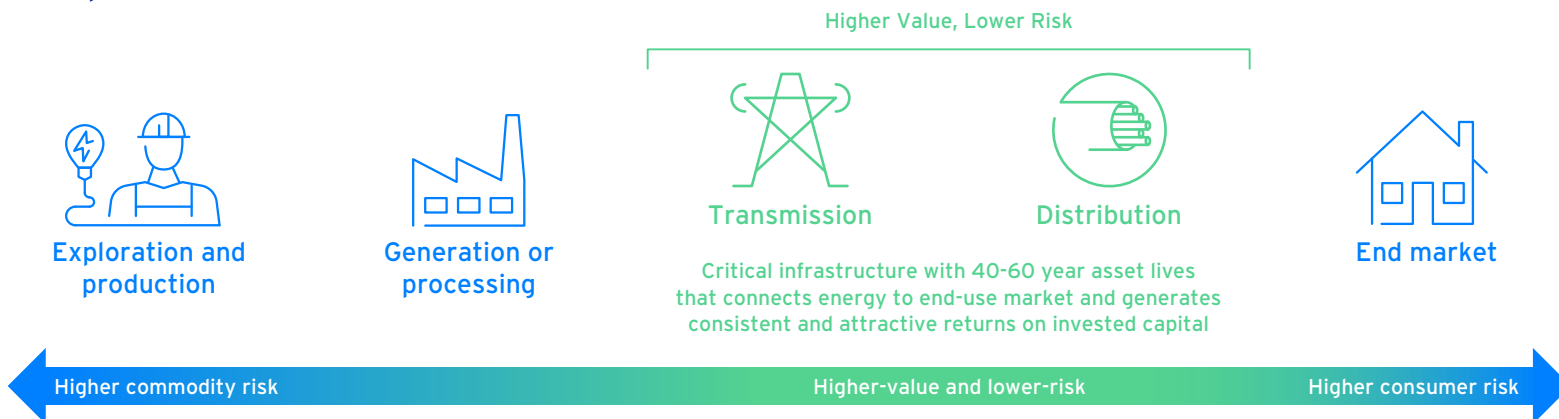 Higher Value, Lower Risk
Exploration and
production
Generation or
processing
Transmission
Distribution
Critical infrastructure with 40-60 year asset lives
that connects energy to end-use market and generates
consistent and attractive returns on invested capital
End market
Higher commodity risk
Higher-value and lower-risk
Higher consumer risk